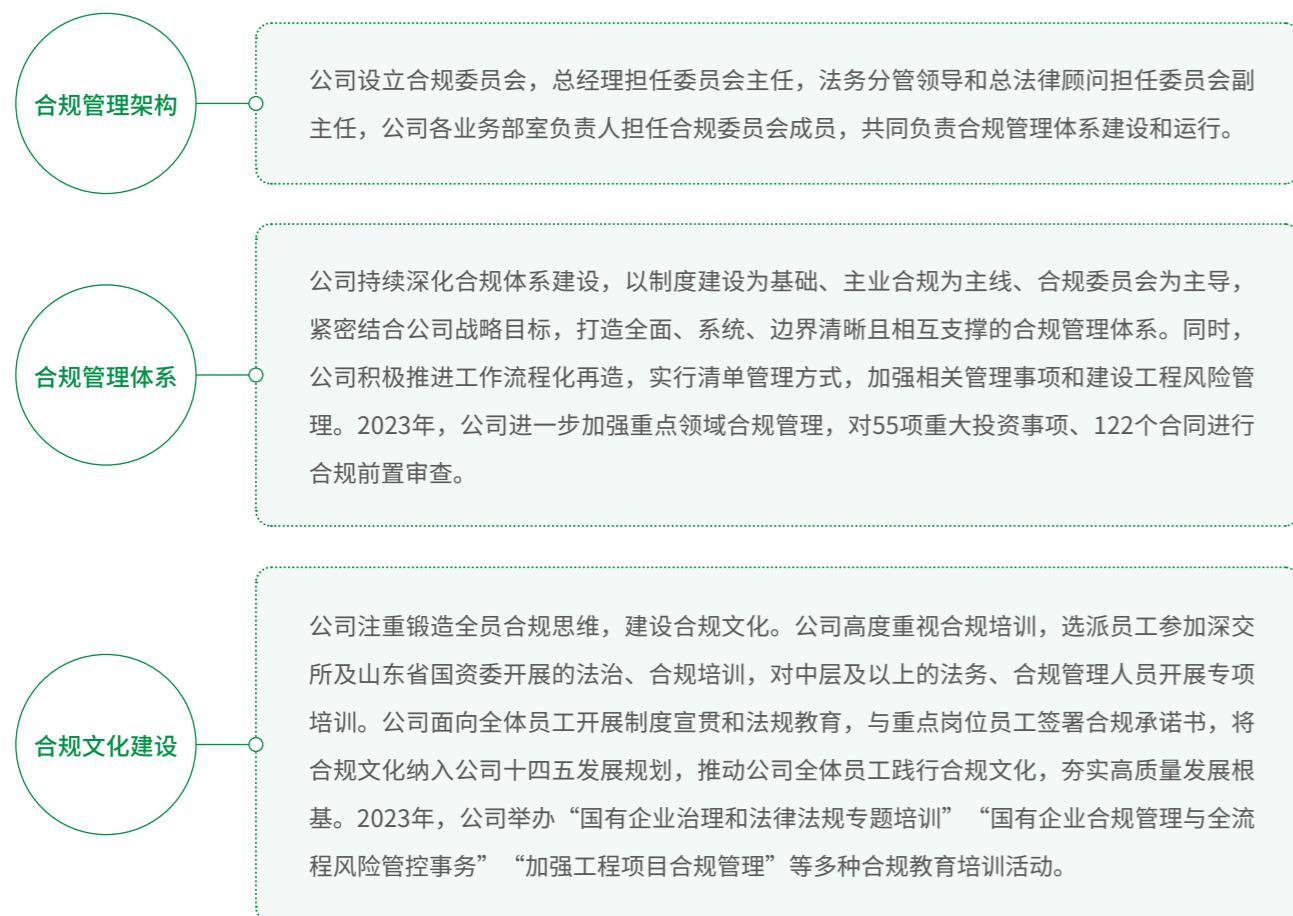 合规管理架构
公司设立合规委员会，总经理担任委员会主任，法务分管领导和总法律顾问担任委员会副
主任，公司各业务部室负责人担任合规委员会成员，共同负责合规管理体系建设和运行。
合规管理体系
公司持续深化合规体系建设，以制度建设为基础、主业合规为主线、合规委员会为主导，
紧密结合公司战略目标，打造全面、系统、边界清晰且相互支撑的合规管理体系。同时，
公司积极推进工作流程化再造，实行清单管理方式，加强相关管理事项和建设工程风险管
理。2023年，公司进一步加强重点领域合规管理，对55项重大投资事项、122个合同进行
合规前置审查。
合规文化建设
公司注重锻造全员合规思维，建设合规文化。公司高度重视合规培训，选派员工参加深交
所及山东省国资委开展的法治、合规培训，对中层及以上的法务、合规管理人员开展专项
培训。公司面向全体员工开展制度宣贯和法规教育，与重点岗位员工签署合规承诺书，将
合规文化纳入公司十四五发展规划，推动公司全体员工践行合规文化，夯实高质量发展根
基。2023年，公司举办“国有企业治理和法律法规专题培训”“国有企业合规管理与全流
程风险管控事务”“加强工程项目合规管理”等多种合规教育培训活动。